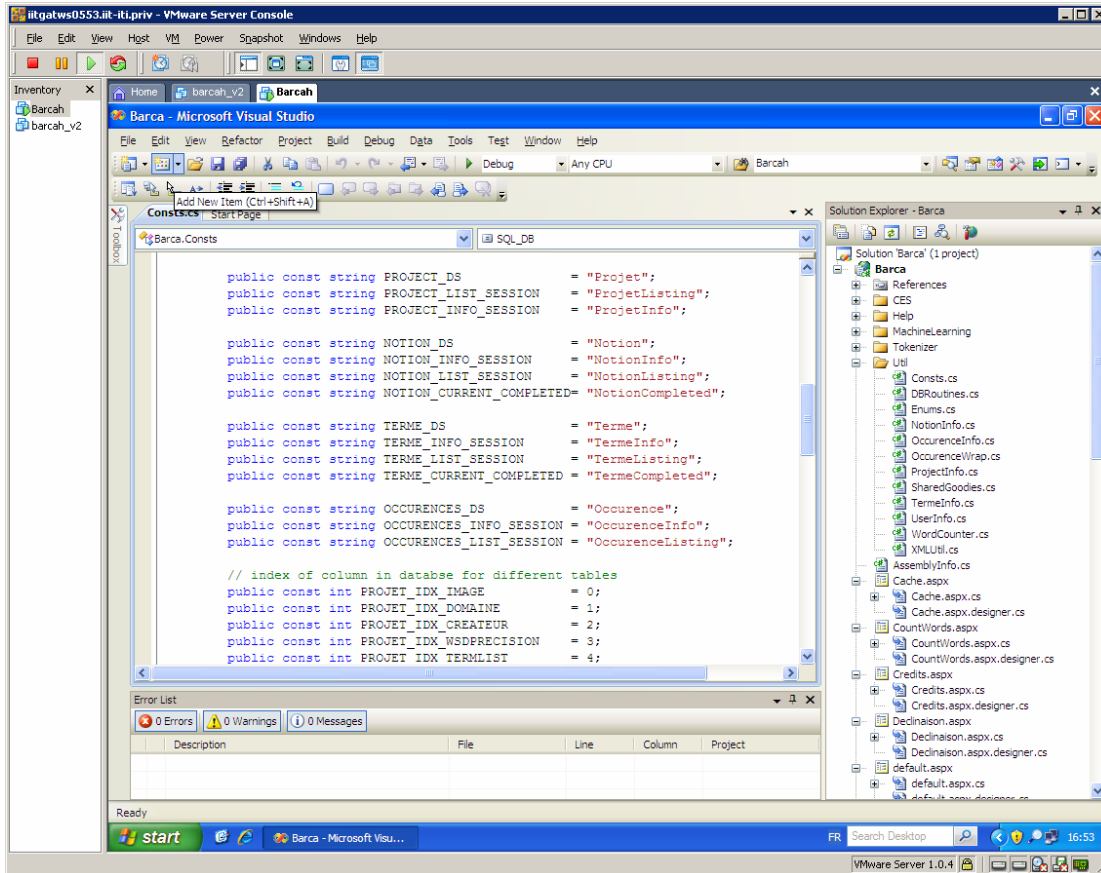 iitgatws0553.iit-iti.priv - VMware Server Console
File Edit View Host VM Power Snapshot Windows Help
Inventory
Barcah
barcah_v2
Home barcah_v2 Barcah
Barca - Microsoft Visual Studio
File Edit View Refactor Project Build Debug Data Tools Test Window Help
Debug Any CPU Barcah
Add New Item (Ctrl+Shift+A)
Toolbox
Consts.cs Start Page
Barca.Consts SQL_DB
public const string PROJECT_DS = "Projet";
public const string PROJECT_LIST_SESSION = "ProjetListing";
public const string PROJECT_INFO_SESSION = "ProjetInfo";
public const string NOTION_DS = "Notion";
public const string NOTION_INFO_SESSION = "NotionInfo";
public const string NOTION_LIST_SESSION = "NotionListing";
public const string NOTION_CURRENT_COMPLETED= "NotionCompleted";
public const string TERME_DS = "Terme";
public const string TERME_INFO_SESSION = "TermeInfo";
public const string TERME_LIST_SESSION = "TermeListing";
public const string TERME_CURRENT_COMPLETED = "TermeCompleted";
public const string OCCURENCES_DS = "Occurence";
public const string OCCURENCES_INFO_SESSION = "OccurenceInfo";
public const string OCCURENCES_LIST_SESSION = "OccurenceListing";
// index of column in databse for different tables
public const int PROJET_IDX_IMAGE = 0;
public const int PROJET_IDX_DOMAINE = 1;
public const int PROJET_IDX_CREATEUR = 2;
public const int PROJET_IDX_WSDPRECISION = 3;
public const int PROJET_IDX_TERMLIST = 4;
Error List
0 Errors 0 Warnings 0 Messages
Description File Line Column Project
Solution Explorer - Barca
Solution 'Barca' (1 project)
Barca
References
CES
Help
MachineLearning
Tokenizer
Util
Consts.cs
DBRoutines.cs
Enums.cs
NotionInfo.cs
OccurenceInfo.cs
OccurenceWrap.cs
ProjectInfo.cs
SharedGoodies.cs
TermeInfo.cs
UserInfo.cs
WordCounter.cs
XMLUtil.cs
AssemblyInfo.cs
Cache.aspx
Cache.aspx.cs
Cache.aspx.designer.cs
CountWords.aspx
CountWords.aspx.cs
CountWords.aspx.designer.cs
Credits.aspx
Credits.aspx.cs
Credits.aspx.designer.cs
Declinaison.aspx
Declinaison.aspx.cs
Declinaison.aspx.designer.cs
default.aspx
default.aspx.cs
default.aspx.designer.cs
Ready
start Barca - Microsoft Visu... FR Search Desktop 16:53
VMware Server 1.0.4